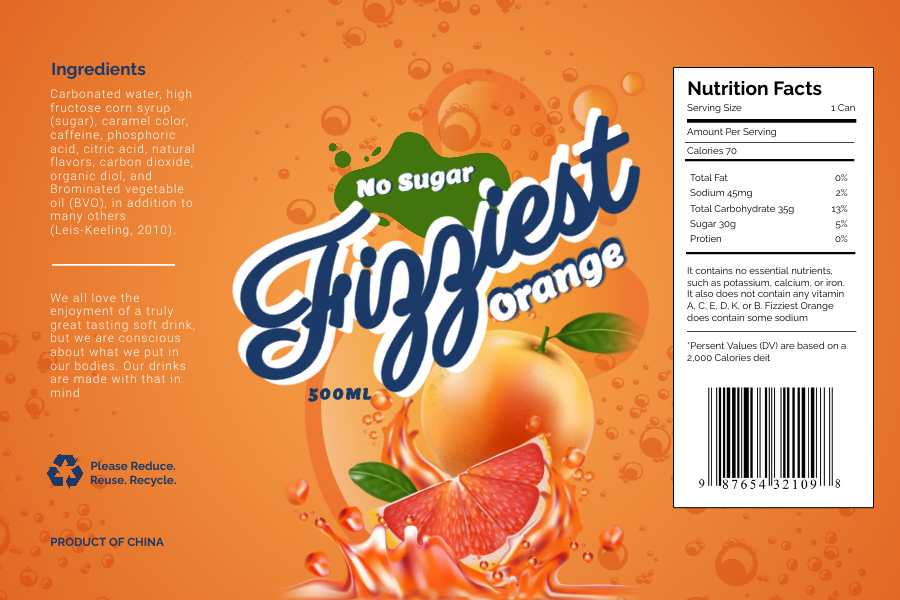 Ingredients
Carbonated water, high
fructose corn syrup
(sugar), caramel color,
caffeine, phosphoric
acid, citric acid, natural
flavors, carbon dioxide,
organic diol, and
Brominated vegetable
oil (BVO), in addition to
many others
(Leis-Keeling, 2010).
We all love the
enjoyment of a truly
great tasting soft drink,
but we are conscious
about what we put in
our bodies. Our drinks
are made with that in
mind
Please Reduce.
Reuse. Recycle.
PRODUCT OF CHINA
No Sugar
Fizziest
Orange
500ML
Nutrition Facts
Serving Size 1 Can
Amount Per Serving
Calories 70
Total Fat 0%
Sodium 45mg 2%
Total Carbohydrate 35g 13%
Sugar 30g 5%
Protien 0%
It contains no essential nutrients,
such as potassium, calcium, or iron.
It also does not contain any vitamin
A, C, E, D, K, or B. Fizziest Orange
does contain some sodium
*Persent Values (DV) are based on a
2,000 Calories deit
9 87654 32109 8